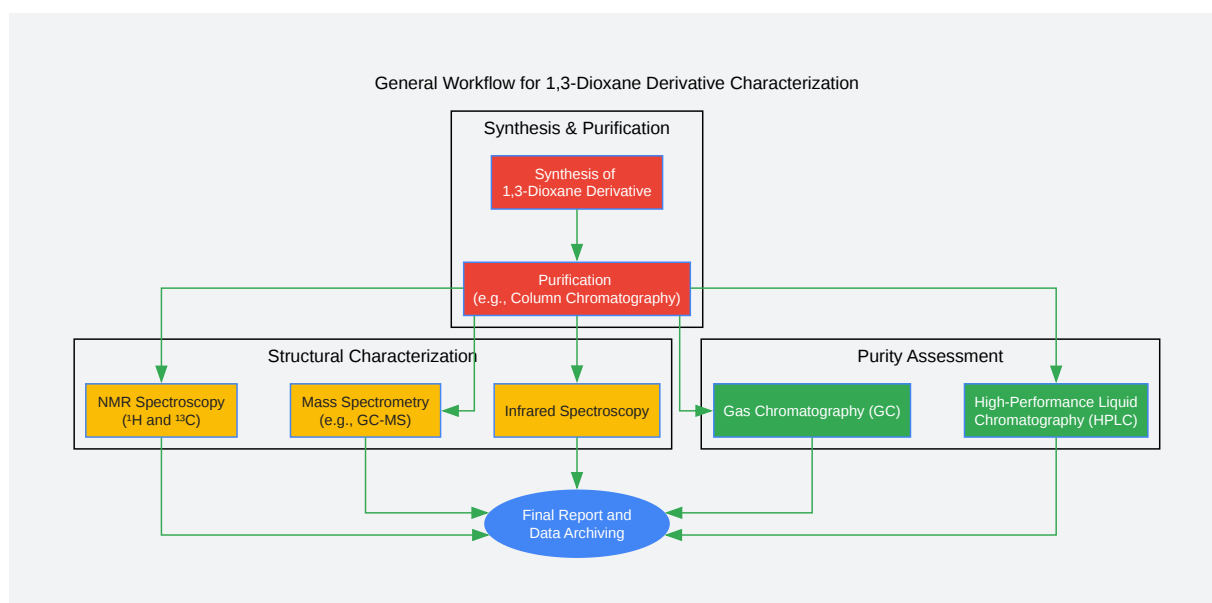 General Workflow for 1,3-Dioxane Derivative Characterization
Synthesis & Purification
Synthesis of
1,3-Dioxane Derivative
Purification
(e.g., Column Chromatography)
Structural Characterization
NMR Spectroscopy
(¹H and ¹³C)
Mass Spectrometry
(e.g., GC-MS)
Infrared Spectroscopy
Purity Assessment
Gas Chromatography (GC)
High-Performance Liquid
Chromatography (HPLC)
Final Report and
Data Archiving